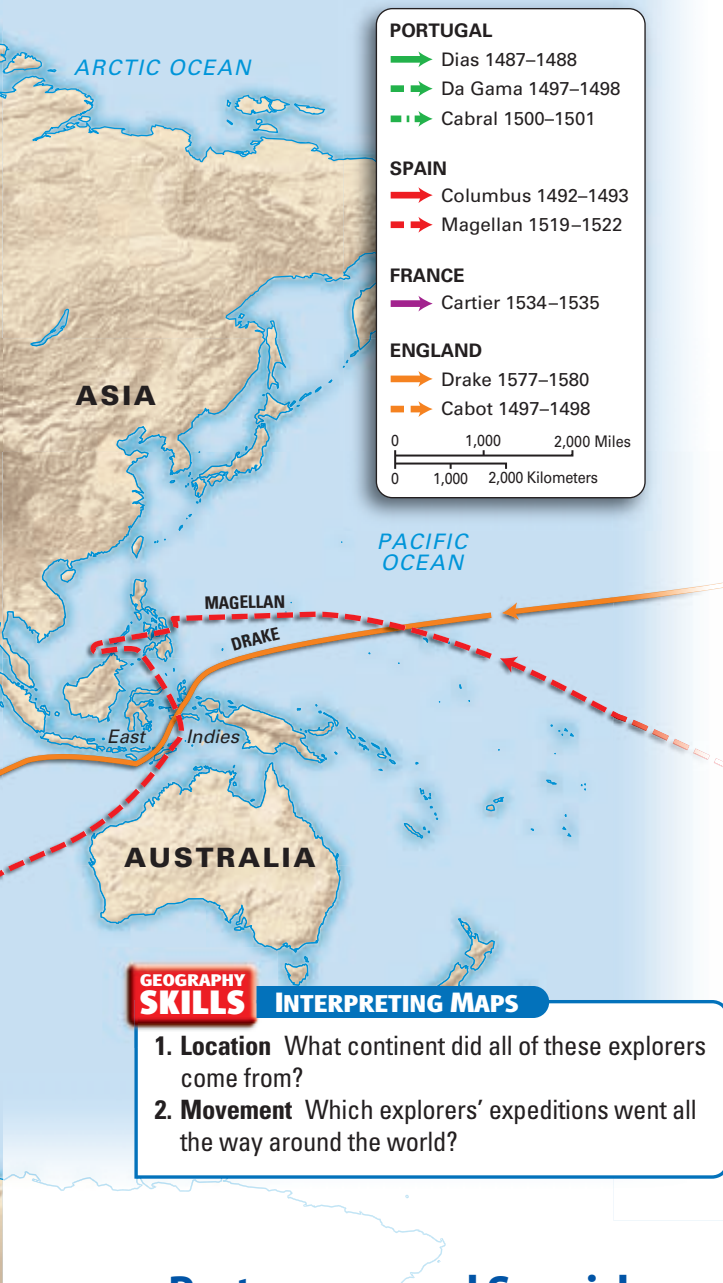 PORTUGAL
Dias 1487–1488
Da Gama 1497–1498
Cabral 1500–1501
SPAIN
Columbus 1492–1493
Magellan 1519–1522
FRANCE
Cartier 1534–1535
ENGLAND
Drake 1577–1580
Cabot 1497–1498
0 1,000 2,000 Miles
0 1,000 2,000 Kilometers
ARCTIC OCEAN
ASIA
PACIFIC
OCEAN
MAGELLAN
DRAKE
East Indies
AUSTRALIA
GEOGRAPHY
SKILLS INTERPRETING MAPS
1. Location What continent did all of these explorers
come from?
2. Movement Which explorers’ expeditions went all
the way around the world?